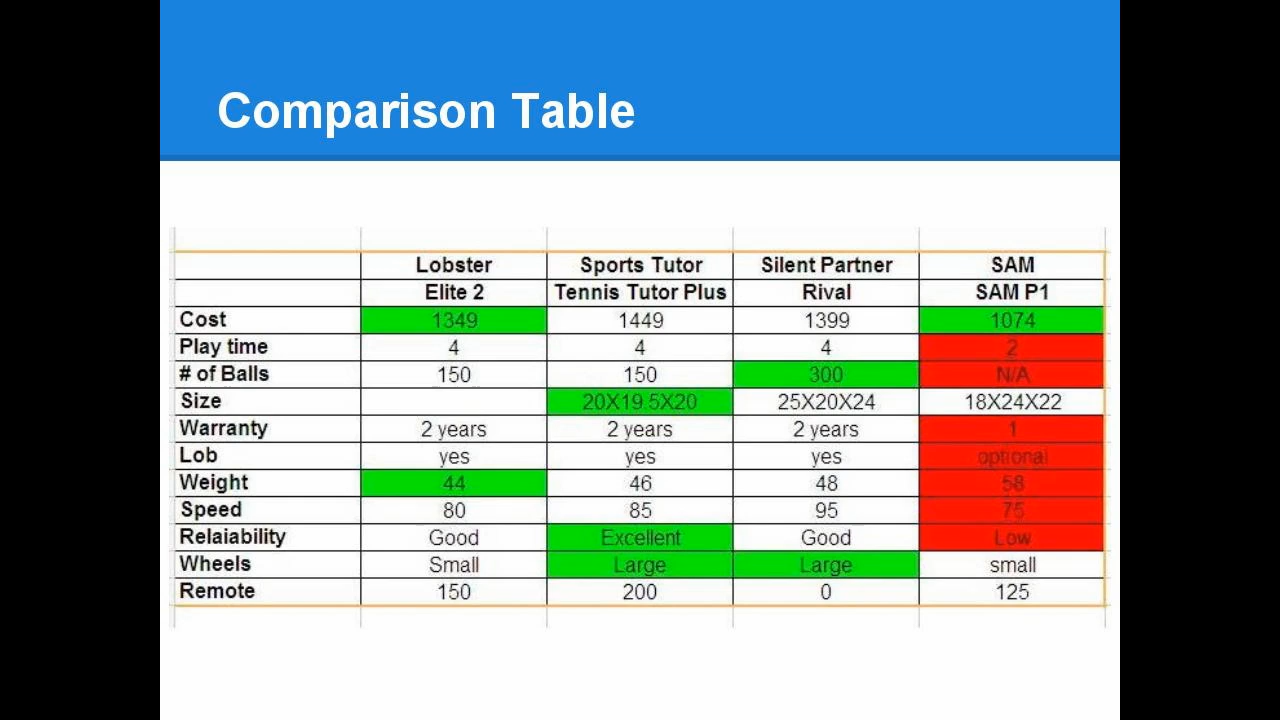 Comparison Table
Lobster Sports Tutor Silent Partner SAM
Elite 2 Tennis Tutor Plus Rival SAM P1
Cost 1349 1449 1399 1074
Play time 4 4 4 2
# of Balls 150 150 300 N/A
Size 20X19.5X20 25X20X24 18X24X22
Warranty 2 years 2 years 2 years 1
Lob yes yes yes optional
Weight 44 46 48 58
Speed 80 85 95 75
Relaiability Good Excellent Good Low
Wheels Small Large Large small
Remote 150 200 0 125